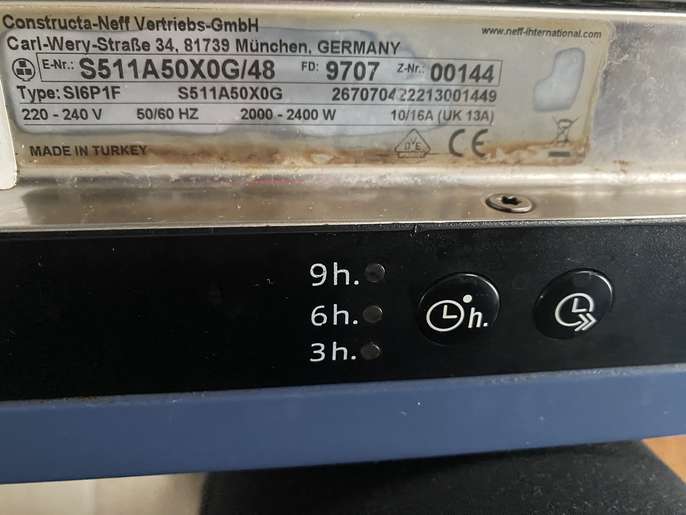 Constructa-Neff Vertriebs-GmbH
www.neff-international.com
Carl-Wery-Straße 34, 81739 München, GERMANY
E-Nr.: S511A50X0G/48 FD: 9707 Z-Nr.: 00144
Type: SI6P1F S511A50X0G 2670704 22213001449
220 - 240 V 50/60 HZ 2000 - 2400 W 10/16A (UK 13A)
MADE IN TURKEY CE
9h.
6h.
3h.
h.